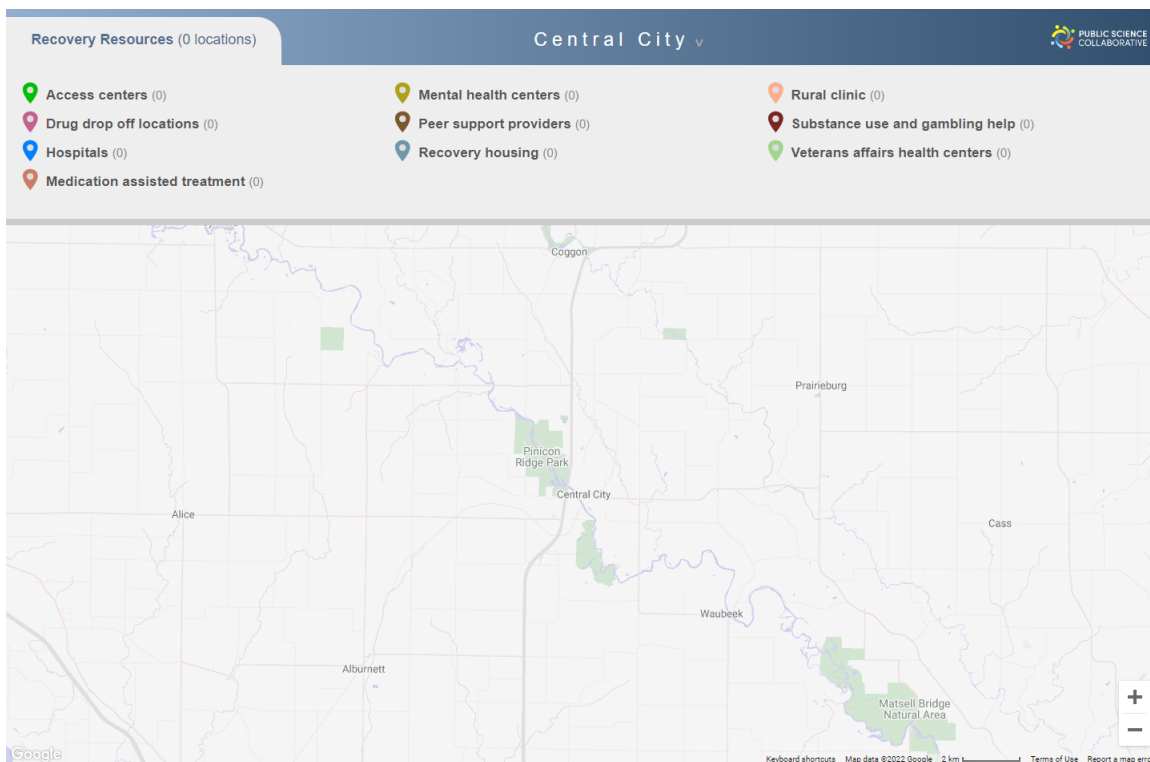 Recovery Resources (0 locations)
Central City v
PUBLIC SCIENCE
COLLABORATIVE
Access centers (0)
Mental health centers (0)
Rural clinic (0)
Drug drop off locations (0)
Peer support providers (0)
Substance use and gambling help (0)
Hospitals (0)
Recovery housing (0)
Veterans affairs health centers (0)
Medication assisted treatment (0)
Coggon
Prairieburg
Pinicon
Ridge Park
Central City
Alice
Cass
Waubeek
Alburnett
Matsell Bridge
Natural Area
+
−
Google
Keyboard shortcuts Map data ©2022 Google 2 km Terms of Use Report a map erro